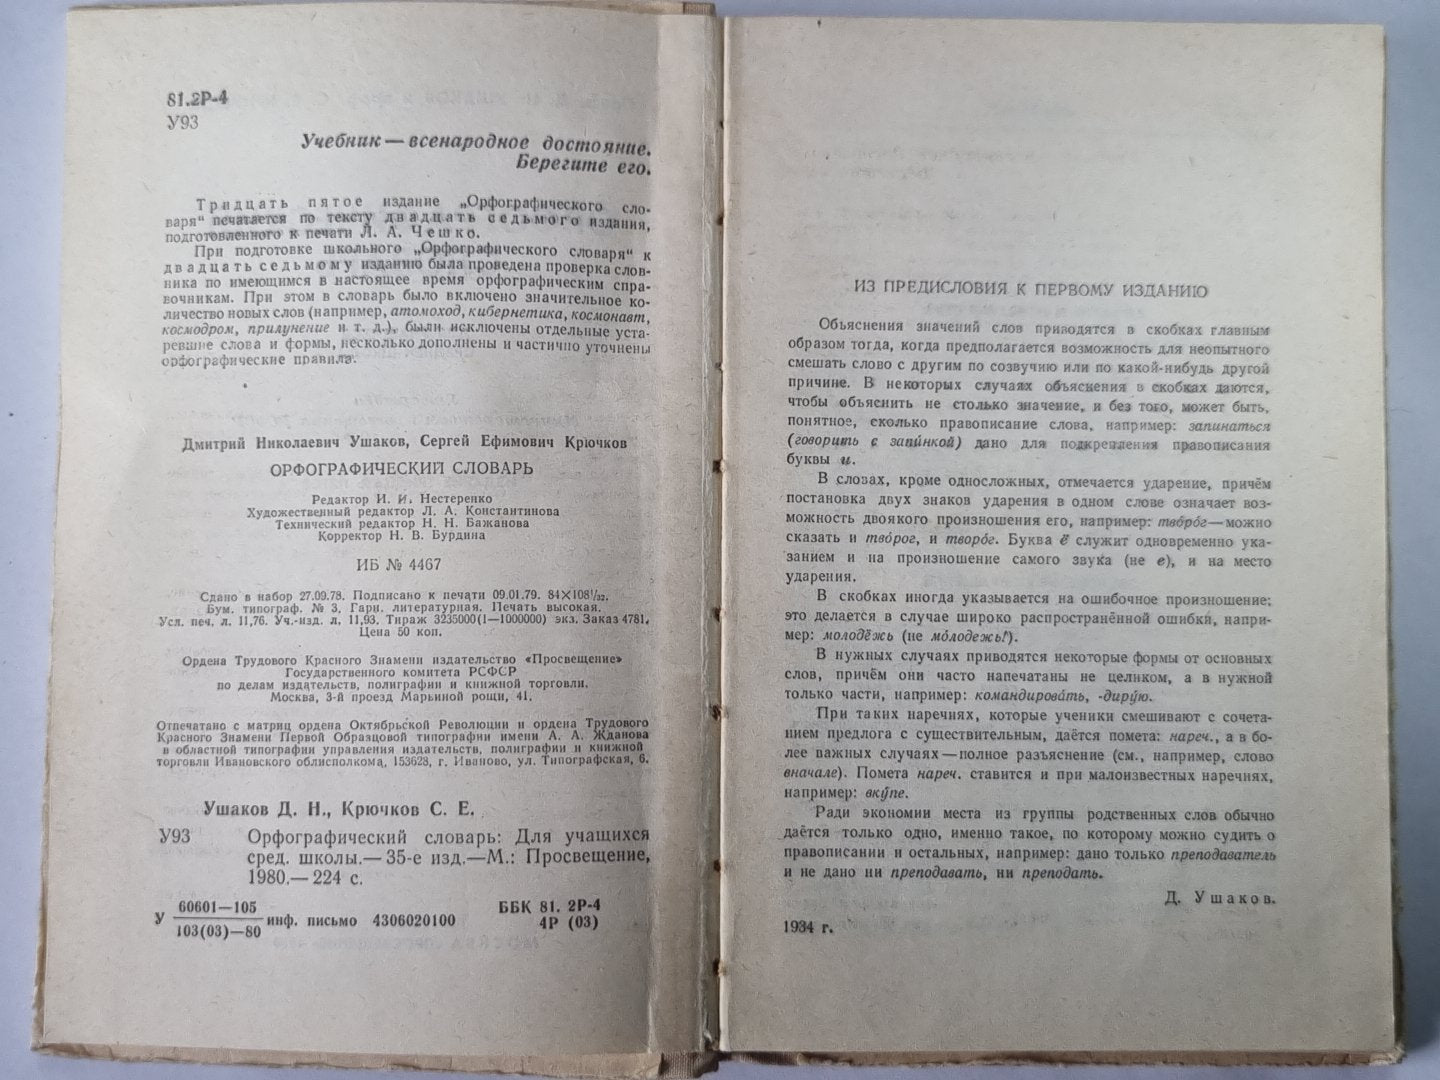 81.2Р-4
У93
Учебник — всенародное достояние.
Берегите его.
Тридцать пятое издание „Орфографического сло-
варя“ печатается по тексту двадцать седьмого издания,
подготовленного к печати Л. А. Чешко.
При подготовке школьного „Орфографического словаря“ к
двадцать седьмому изданию была проведена проверка слов-
ника по имеющимся в настоящее время орфографическим спра-
вочникам. При этом в словарь было включено значительное ко-
личество новых слов (например, атомоход, кибернетика, космонавт,
космодром, прилунение и т. д.), были исключены отдельные уста-
ревшие слова и формы, несколько дополнены и частично уточнены
орфографические правила.
Дмитрий Николаевич Ушаков, Сергей Ефимович Крючков
ОРФОГРАФИЧЕСКИЙ СЛОВАРЬ
Редактор И. И. Нестеренко
Художественный редактор Л. А. Константинова
Технический редактор Н. Н. Бажанова
Корректор Н. В. Бурдина
ИБ № 4467
Сдано в набор 27.09.78. Подписано к печати 09.01.79. 84×108¹/₃₂.
Бум. типограф. № 3. Гарн. литературная. Печать высокая.
Усл. печ. л. 11,76. Уч.-изд. л. 11,93. Тираж 3235000(1—1000000) экз. Заказ 4781.
Цена 50 коп.
Ордена Трудового Красного Знамени издательство «Просвещение»
Государственного комитета РСФСР
по делам издательств, полиграфии и книжной торговли.
Москва, 3-й проезд Марьиной рощи, 41.
Отпечатано с матриц ордена Октябрьской Революции и ордена Трудового
Красного Знамени Первой Образцовой типографии имени А. А. Жданова
в областной типографии управления издательств, полиграфии и книжной
торговли Ивановского облисполкома, 153628, г. Иваново, ул. Типографская, 6.
Ушаков Д. Н., Крючков С. Е.
У93 Орфографический словарь: Для учащихся
сред. школы.— 35-е изд.—М.: Просвещение,
1980.— 224 с.
У 60601—105 / 103(03)—80 инф. письмо 4306020100
ББК 81. 2Р-4
4Р (03)
ИЗ ПРЕДИСЛОВИЯ К ПЕРВОМУ ИЗДАНИЮ
Объяснения значений слов приводятся в скобках главным
образом тогда, когда предполагается возможность для неопытного
смешать слово с другим по созвучию или по какой-нибудь другой
причине. В некоторых случаях объяснения в скобках даются,
чтобы объяснить не столько значение, и без того, может быть,
понятное, сколько правописание слова, например: запинаться
(говорить с запи́нкой) дано для подкрепления правописания
буквы и.
В словах, кроме односложных, отмечается ударение, причём
постановка двух знаков ударения в одном слове означает воз-
можность двоякого произношения его, например: тво́ро́г — можно
сказать и тво́рог, и творо́г. Буква ё служит одновременно ука-
занием и на произношение самого звука (не е), и на место
ударения.
В скобках иногда указывается на ошибочное произношение;
это делается в случае широко распространённой ошибки, напри-
мер: молодёжь (не мо́лодежь!).
В нужных случаях приводятся некоторые формы от основных
слов, причём они часто напечатаны не целиком, а в нужной
только части, например: командирова́ть, -диру́ю.
При таких наречиях, которые ученики смешивают с сочета-
нием предлога с существительным, даётся помета: нареч., а в бо-
лее важных случаях — полное разъяснение (см., например, слово
вначале). Помета нареч. ставится и при малоизвестных наречиях,
например: вку́пе.
Ради экономии места из группы родственных слов обычно
даётся только одно, именно такое, по которому можно судить о
правописании и остальных, например: дано только преподаватель
и не дано ни преподавать, ни преподать.
Д. Ушаков.
1934 г.